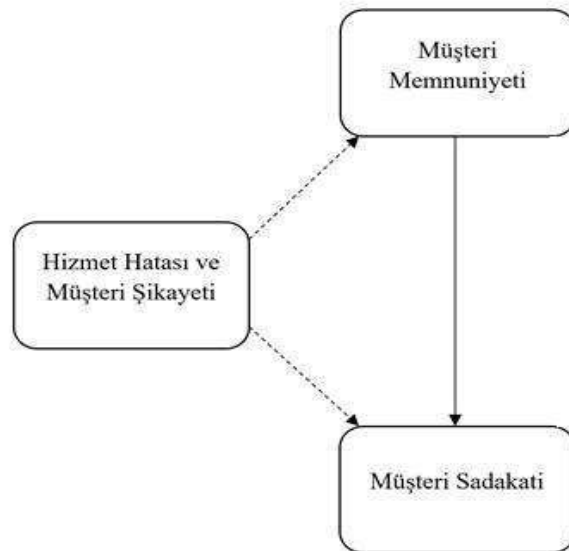 Müşteri
Memnuniyeti
Hizmet Hatası ve
Müşteri Şikayeti
Müşteri Sadakati